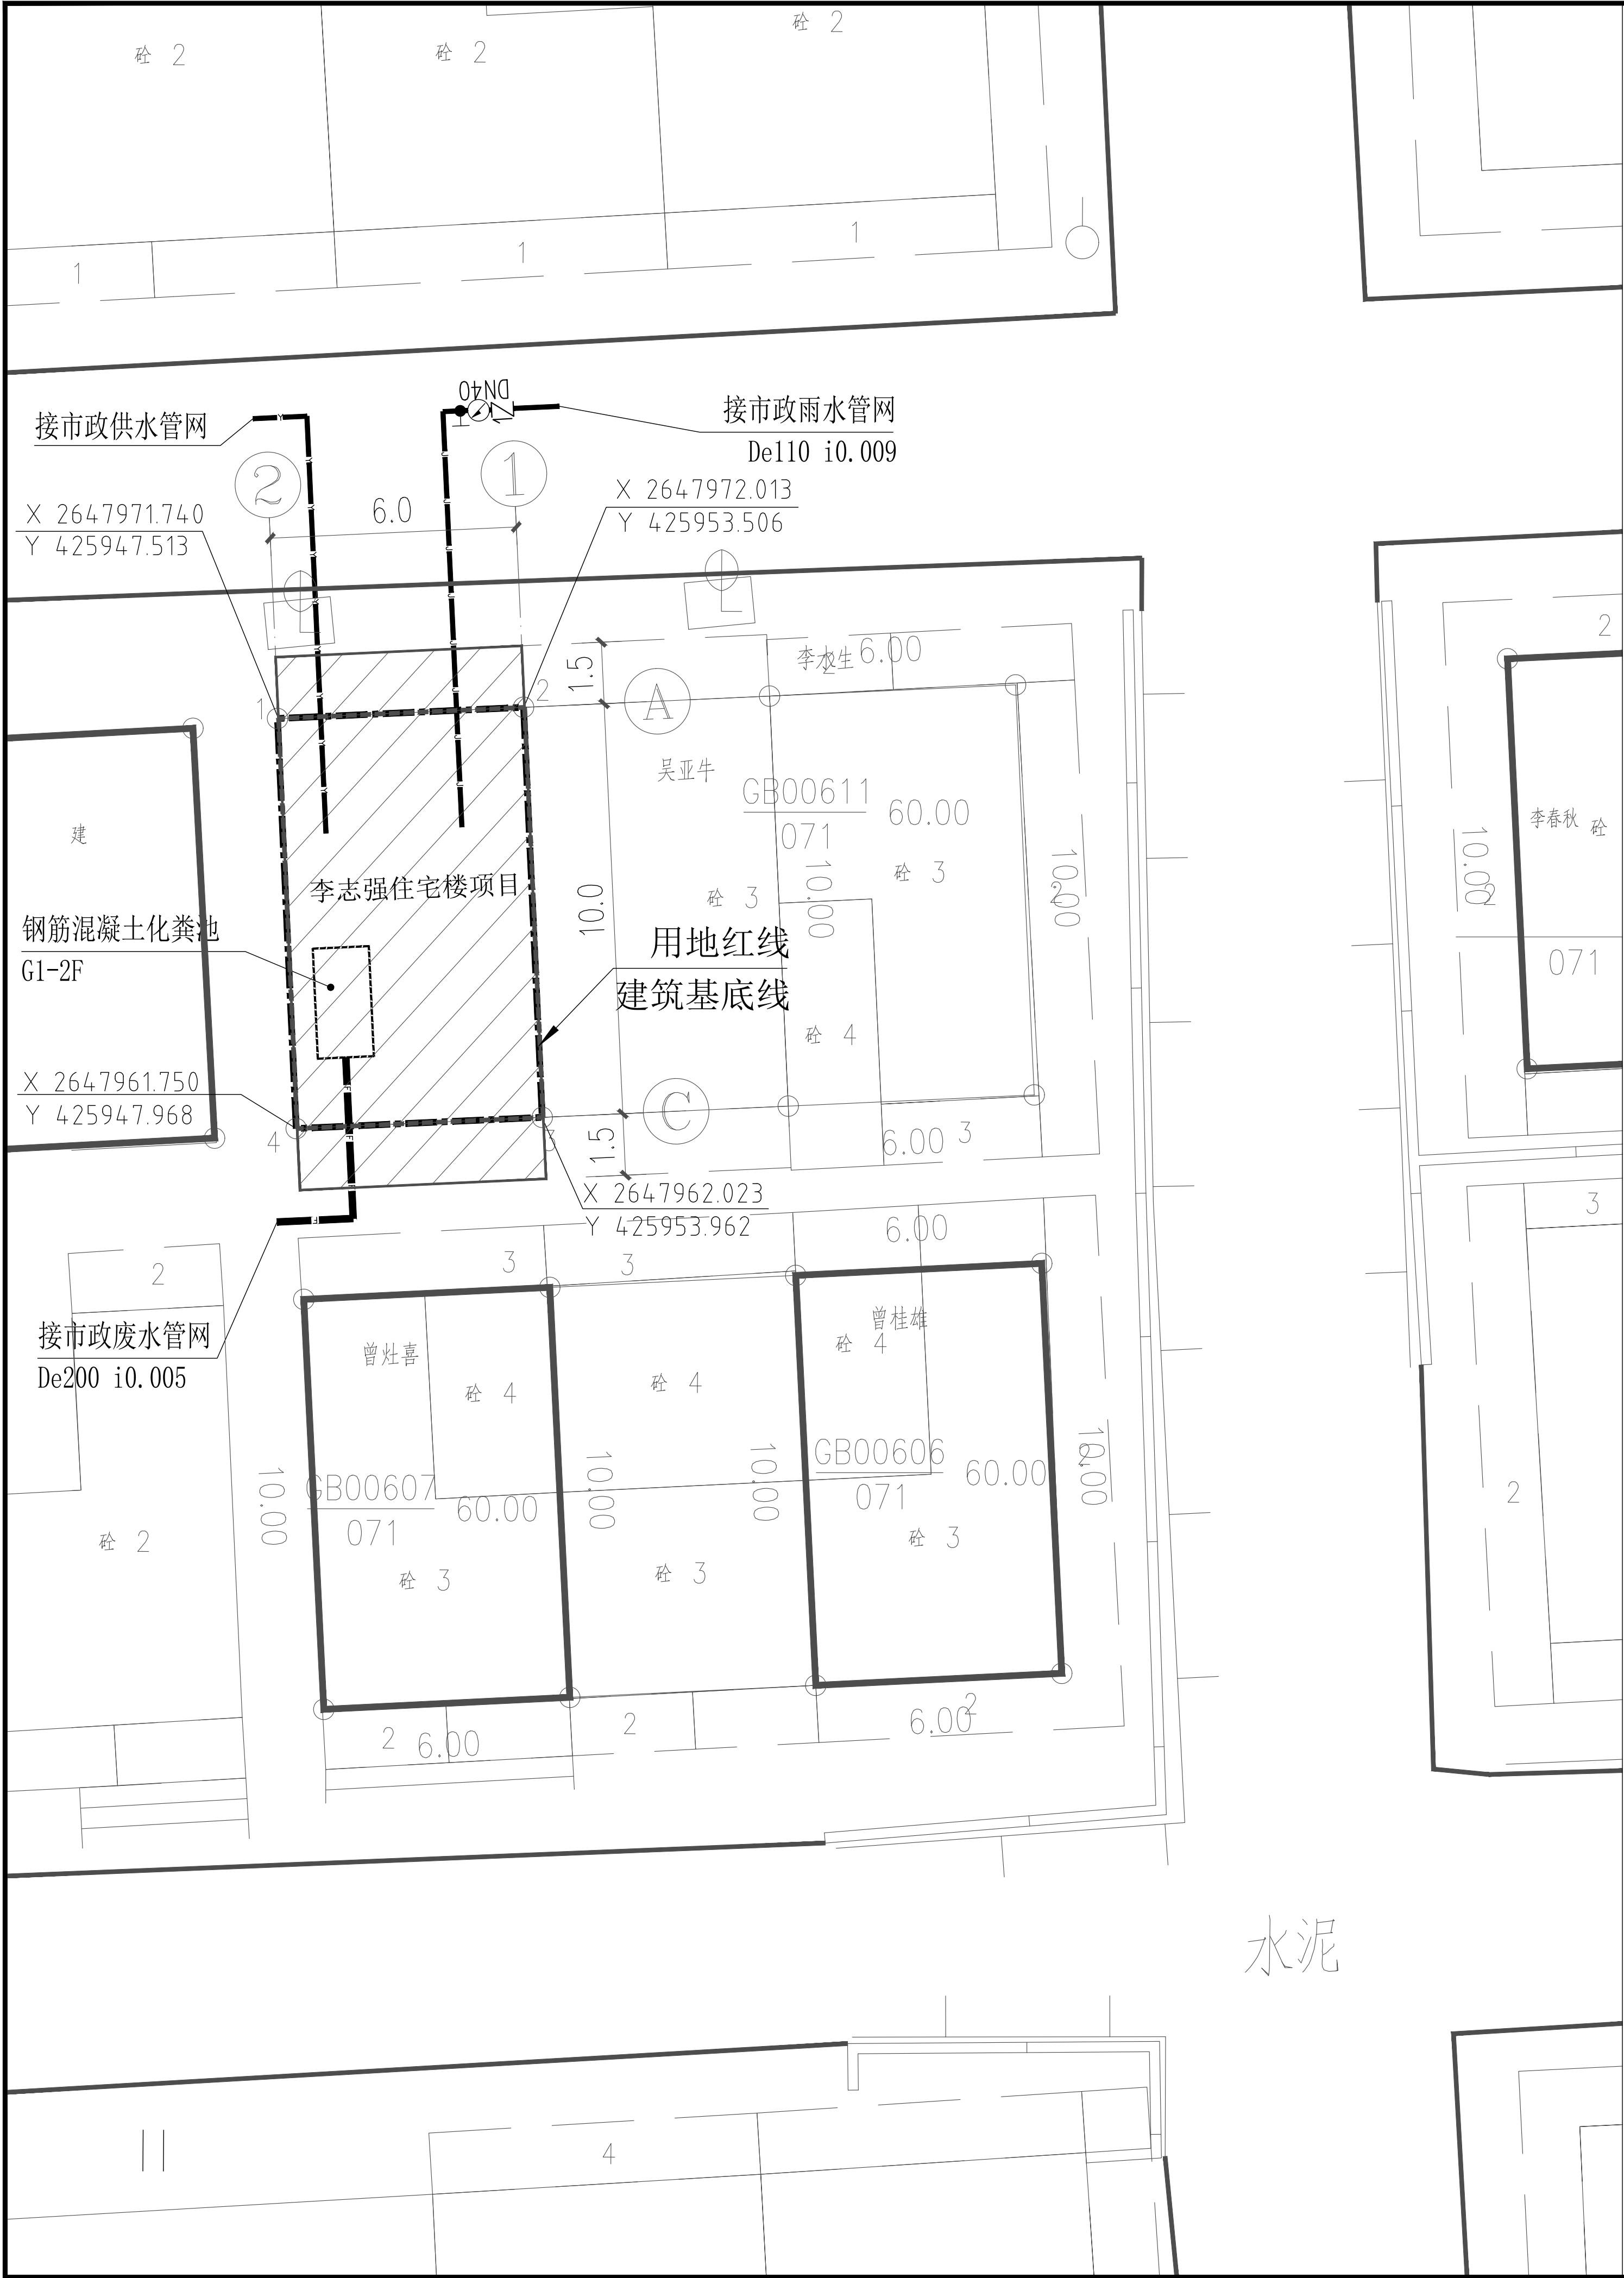 砼 2
砼 2
砼 2
1
1
1
DN40
接市政供水管网
接市政雨水管网
De110 i0.009
2
1
6.0
X 2647971.740
Y 425947.513
X 2647972.013
Y 425953.506
1
2
1.5
A
李水生
2
6.00
2
吴亚牛
GB00611
071
60.00
建
李春秋 砼
10.00
2
071
李志强住宅楼项目
砼 3
10.00
砼 3
10.00
2
10.0
钢筋混凝土化粪池
G1-2F
用地红线
建筑基底线
砼 4
X 2647961.750
Y 425947.968
4
3
C
1.5
6.00
3
X 2647962.023
Y 425953.962
3
6.00
2
3
3
接市政废水管网
De200 i0.005
曾灶喜
砼 4
砼 4
曾桂雄
砼 4
10.00
GB00607
071
60.00
10.00
10.00
GB00606
071
60.00
10.00
2
2
砼 2
砼 3
砼 3
砼 3
2
6.00
2
6.00
2
水泥
4